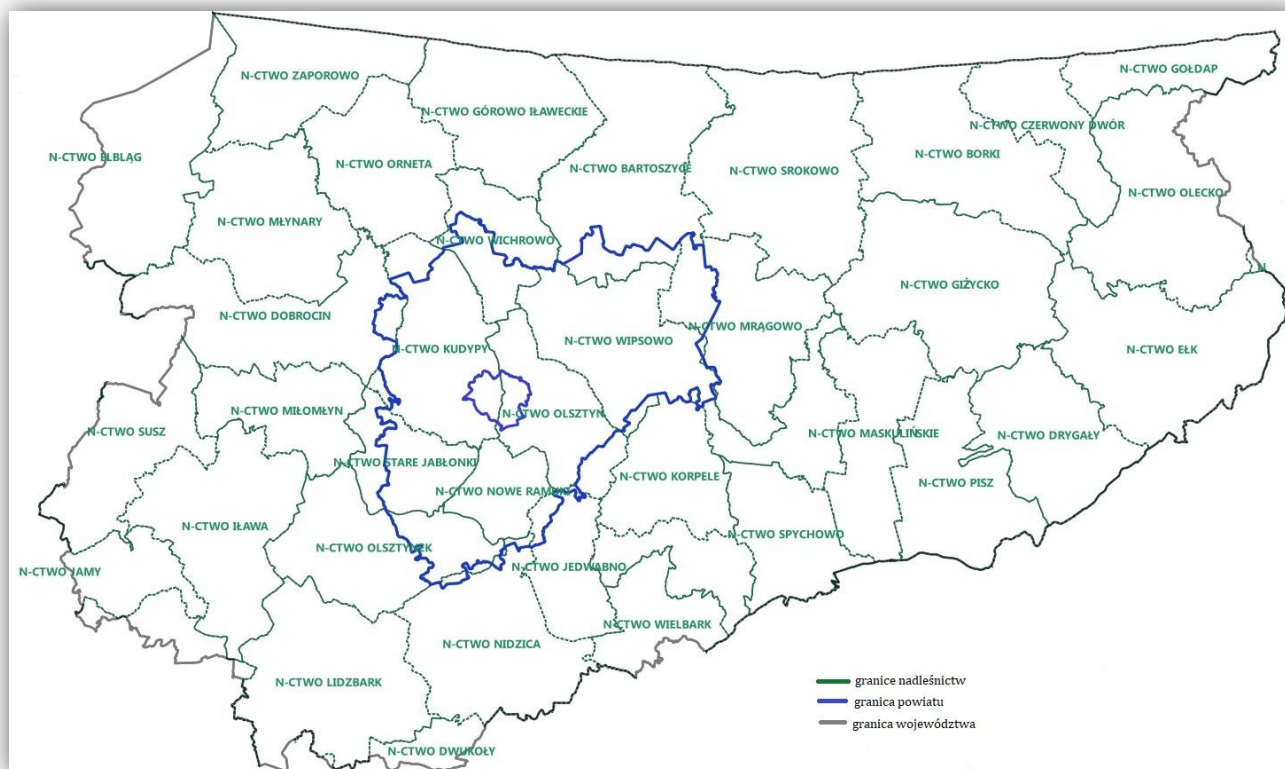 N-CTWO GOŁDAP
N-CTWO ZAPOROWO
N-CTWO GÓROWO IŁAWECKIE
N-CTWO CZERWONY DWÓR
N-CTWO ELBLĄG
N-CTWO ORNETA
N-CTWO BORKI
N-CTWO BARTOSZYCE
N-CTWO SROKOWO
N-CTWO OLECKO
N-CTWO MŁYNARY
N-CTWO WICHROWO
N
N-CTWO GIŻYCKO
N-CTWO DOBROCIN
N-CTWO MRĄGOWO
N-CTWO WIPSOWO
N-CTWO KUDYPY
N-CTWO EŁK
N-CTWO MIŁOMŁYN
N-CTWO OLSZTYN
N-CTWO SUSZ
N-CTWO MASKULIŃSKIE
N-CTWO DRYGAŁY
N-CTWO STARE JABŁONKI
N-CTWO KORPELE
N-CTWO PISZ
N-CTWO NOWE RAMUKI
N-CTWO IŁAWA
N-CTWO SPYCHOWO
N-CTWO OLSZTYNEK
N-CTWO JEDWABNO
N-CTWO JAMY
N-CTWO WIELBARK
N-CTWO NIDZICA
N-CTWO LIDZBARK
granice nadleśnictw
granica powiatu
granica województwa
N-CTWO DWUKOŁY